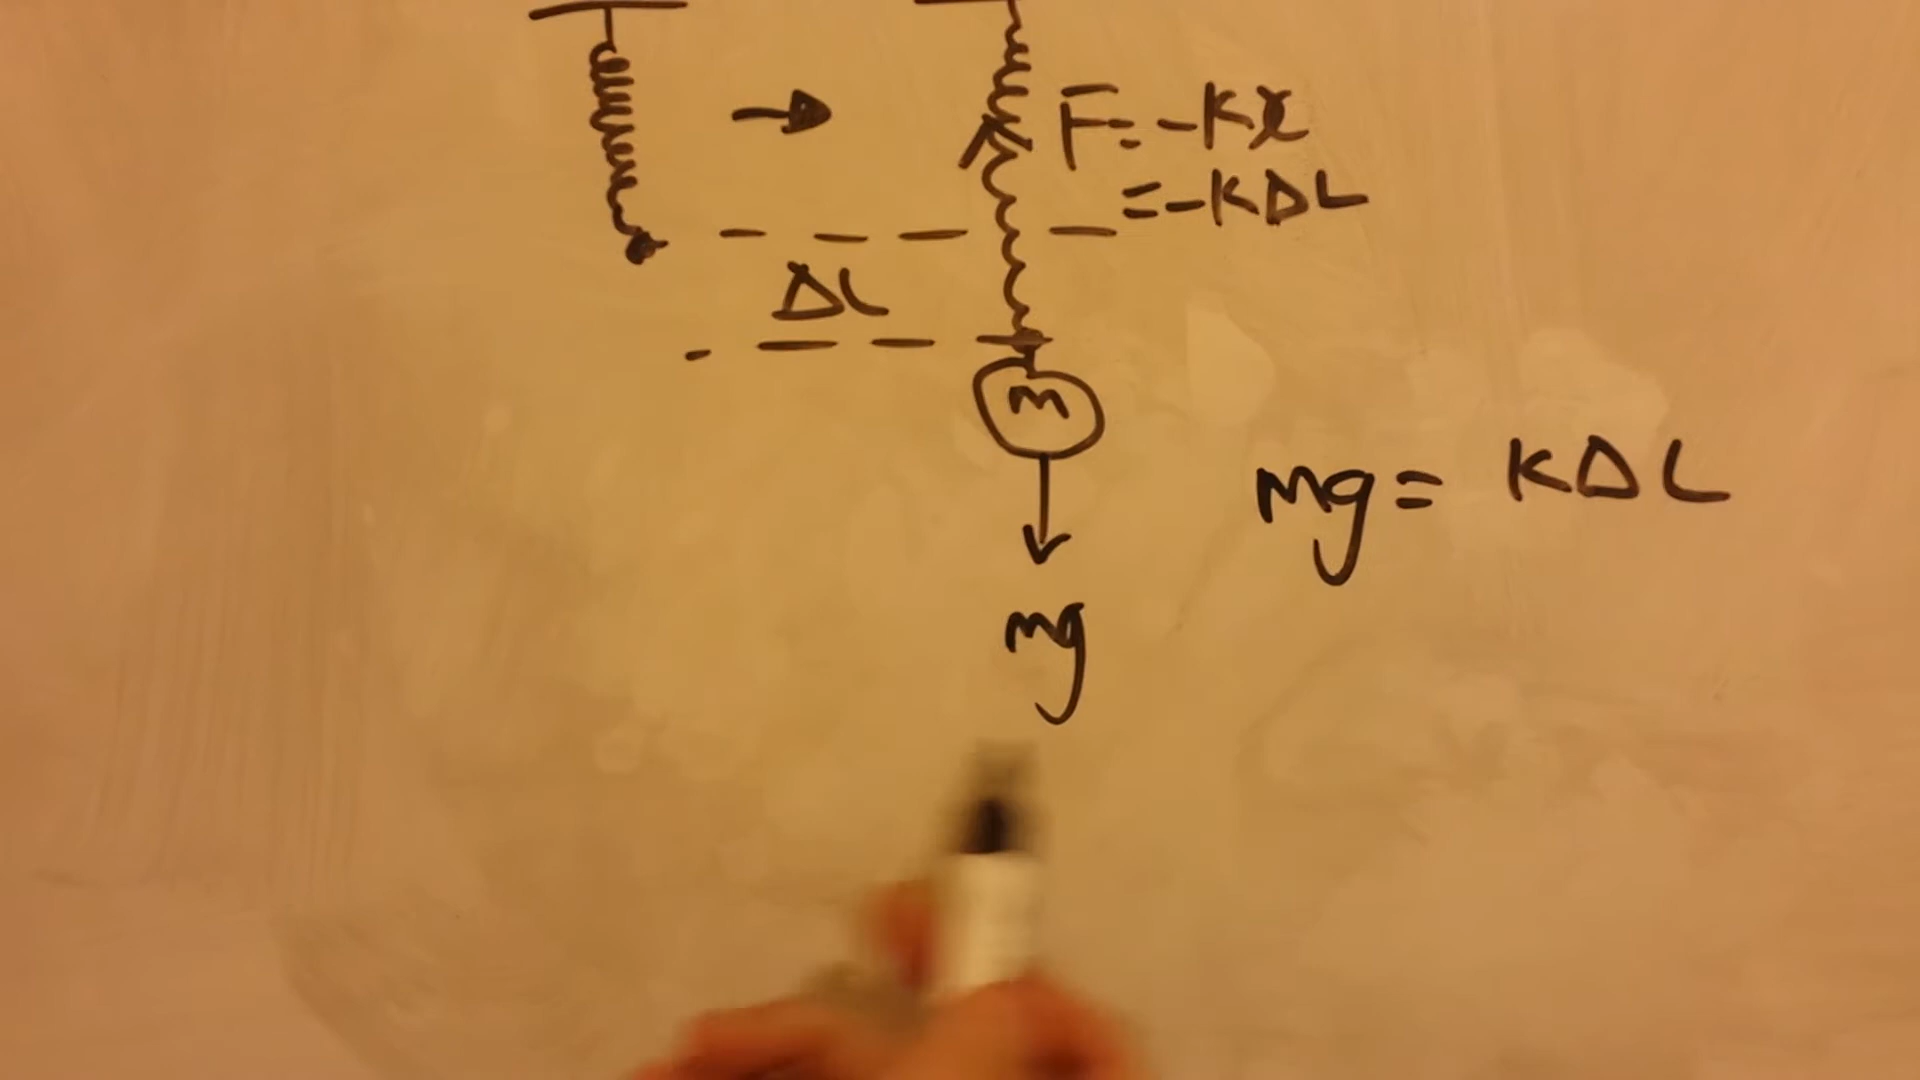 F = -Kx
= -KΔL
ΔL
m
mg = KΔL
mg